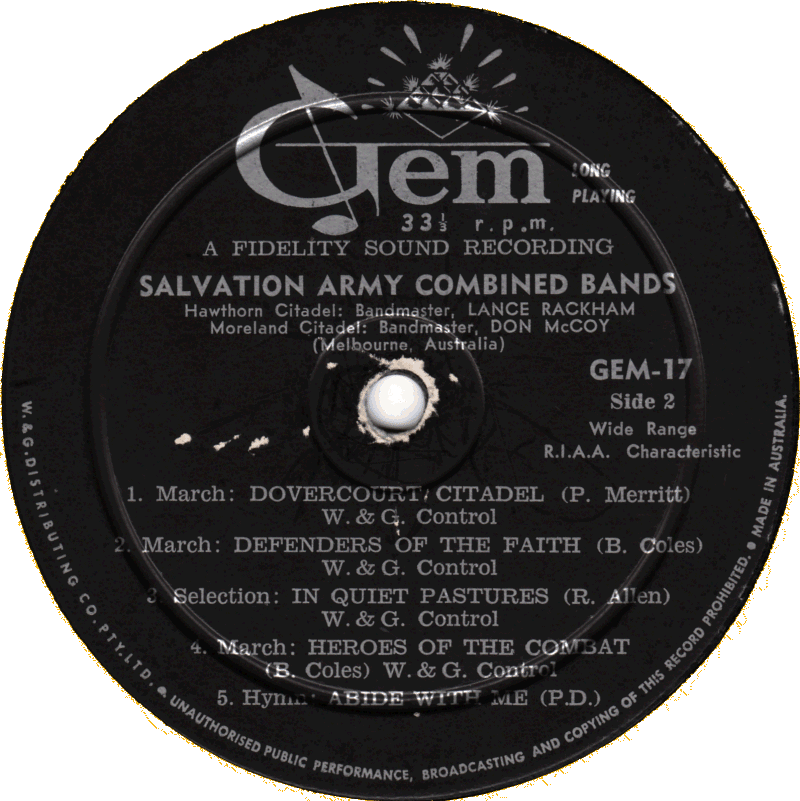 Gem
LONG
PLAYING
33⅓ r.p.m.
A FIDELITY SOUND RECORDING
SALVATION ARMY COMBINED BANDS
Hawthorn Citadel: Bandmaster, LANCE RACKHAM
Moreland Citadel: Bandmaster, DON McCOY
(Melbourne, Australia)
GEM-17
Side 2
Wide Range
R.I.A.A. Characteristic
1. March: DOVERCOURT CITADEL (P. Merritt)
W. & G. Control
2. March: DEFENDERS OF THE FAITH (B. Coles)
W. & G. Control
3. Selection: IN QUIET PASTURES (R. Allen)
W. & G. Control
4. March: HEROES OF THE COMBAT
(B. Coles) W. & G. Control
5. Hymn: ABIDE WITH ME (P.D.)
W. & G. DISTRIBUTING CO. PTY. LTD. ● UNAUTHORISED PUBLIC PERFORMANCE, BROADCASTING AND COPYING OF THIS RECORD PROHIBITED. ● MADE IN AUSTRALIA.